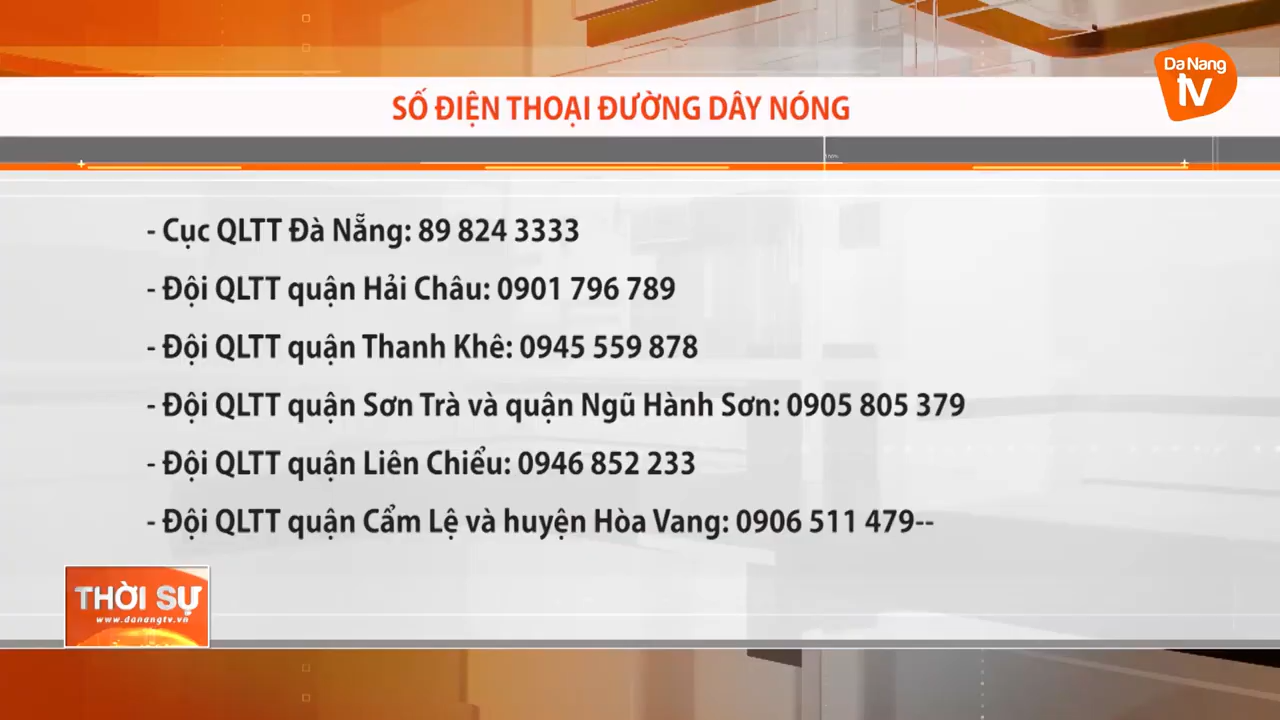 Da Nang
tv
SỐ ĐIỆN THOẠI ĐƯỜNG DÂY NÓNG
- Cục QLTT Đà Nẵng: 89 824 3333
- Đội QLTT quận Hải Châu: 0901 796 789
- Đội QLTT quận Thanh Khê: 0945 559 878
- Đội QLTT quận Sơn Trà và quận Ngũ Hành Sơn: 0905 805 379
- Đội QLTT quận Liên Chiểu: 0946 852 233
- Đội QLTT quận Cẩm Lệ và huyện Hòa Vang: 0906 511 479--
THỜI SỰ
www.danangtv.vn